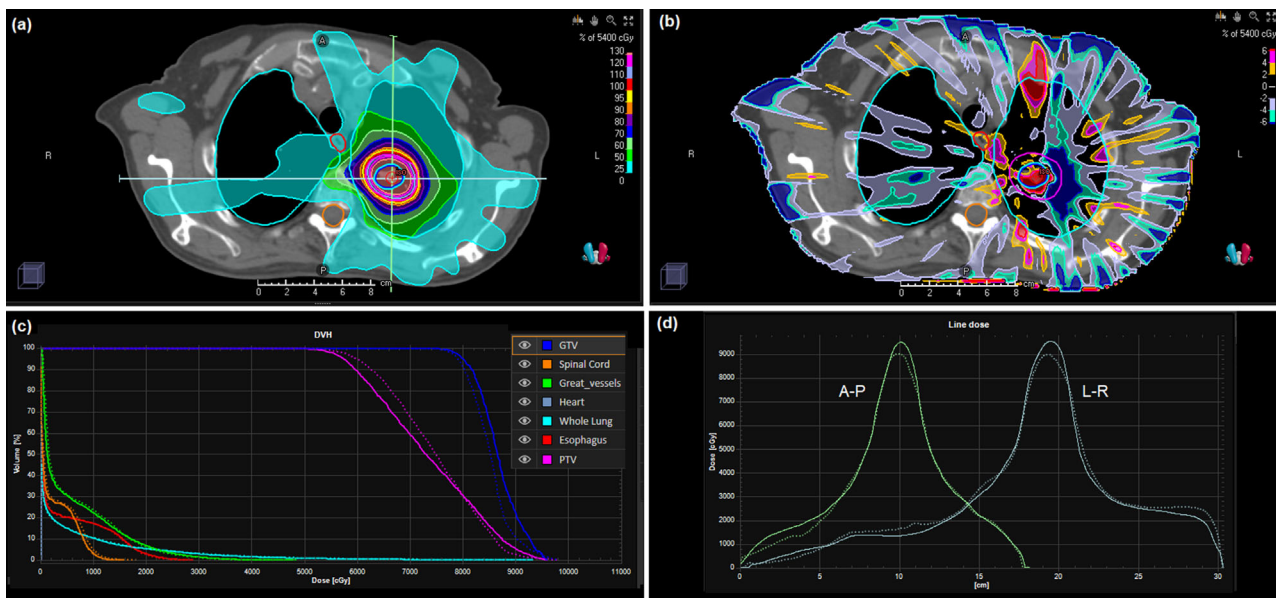 (a)
% of 5400 cGy
130
120
110
100
95
90
80
70
60
50
25
0
A
R
L
P
0 2 4 6 8 cm
(b)
% of 5400 cGy
6
4
2
0
-2
-4
-6
A
R
L
P
0 2 4 6 8 cm
(c)
DVH
GTV
Spinal Cord
Great_vessels
Heart
Whole Lung
Esophagus
PTV
Volume [%]
100
90
80
70
60
50
40
30
20
10
0
0 1000 2000 3000 4000 5000 6000 7000 8000 9000 10000 11000
Dose [cGy]
(d)
Line dose
A-P
L-R
Dose [cGy]
9000
8000
7000
6000
5000
4000
3000
2000
1000
0
0 5 10 15 20 25 30
[cm]